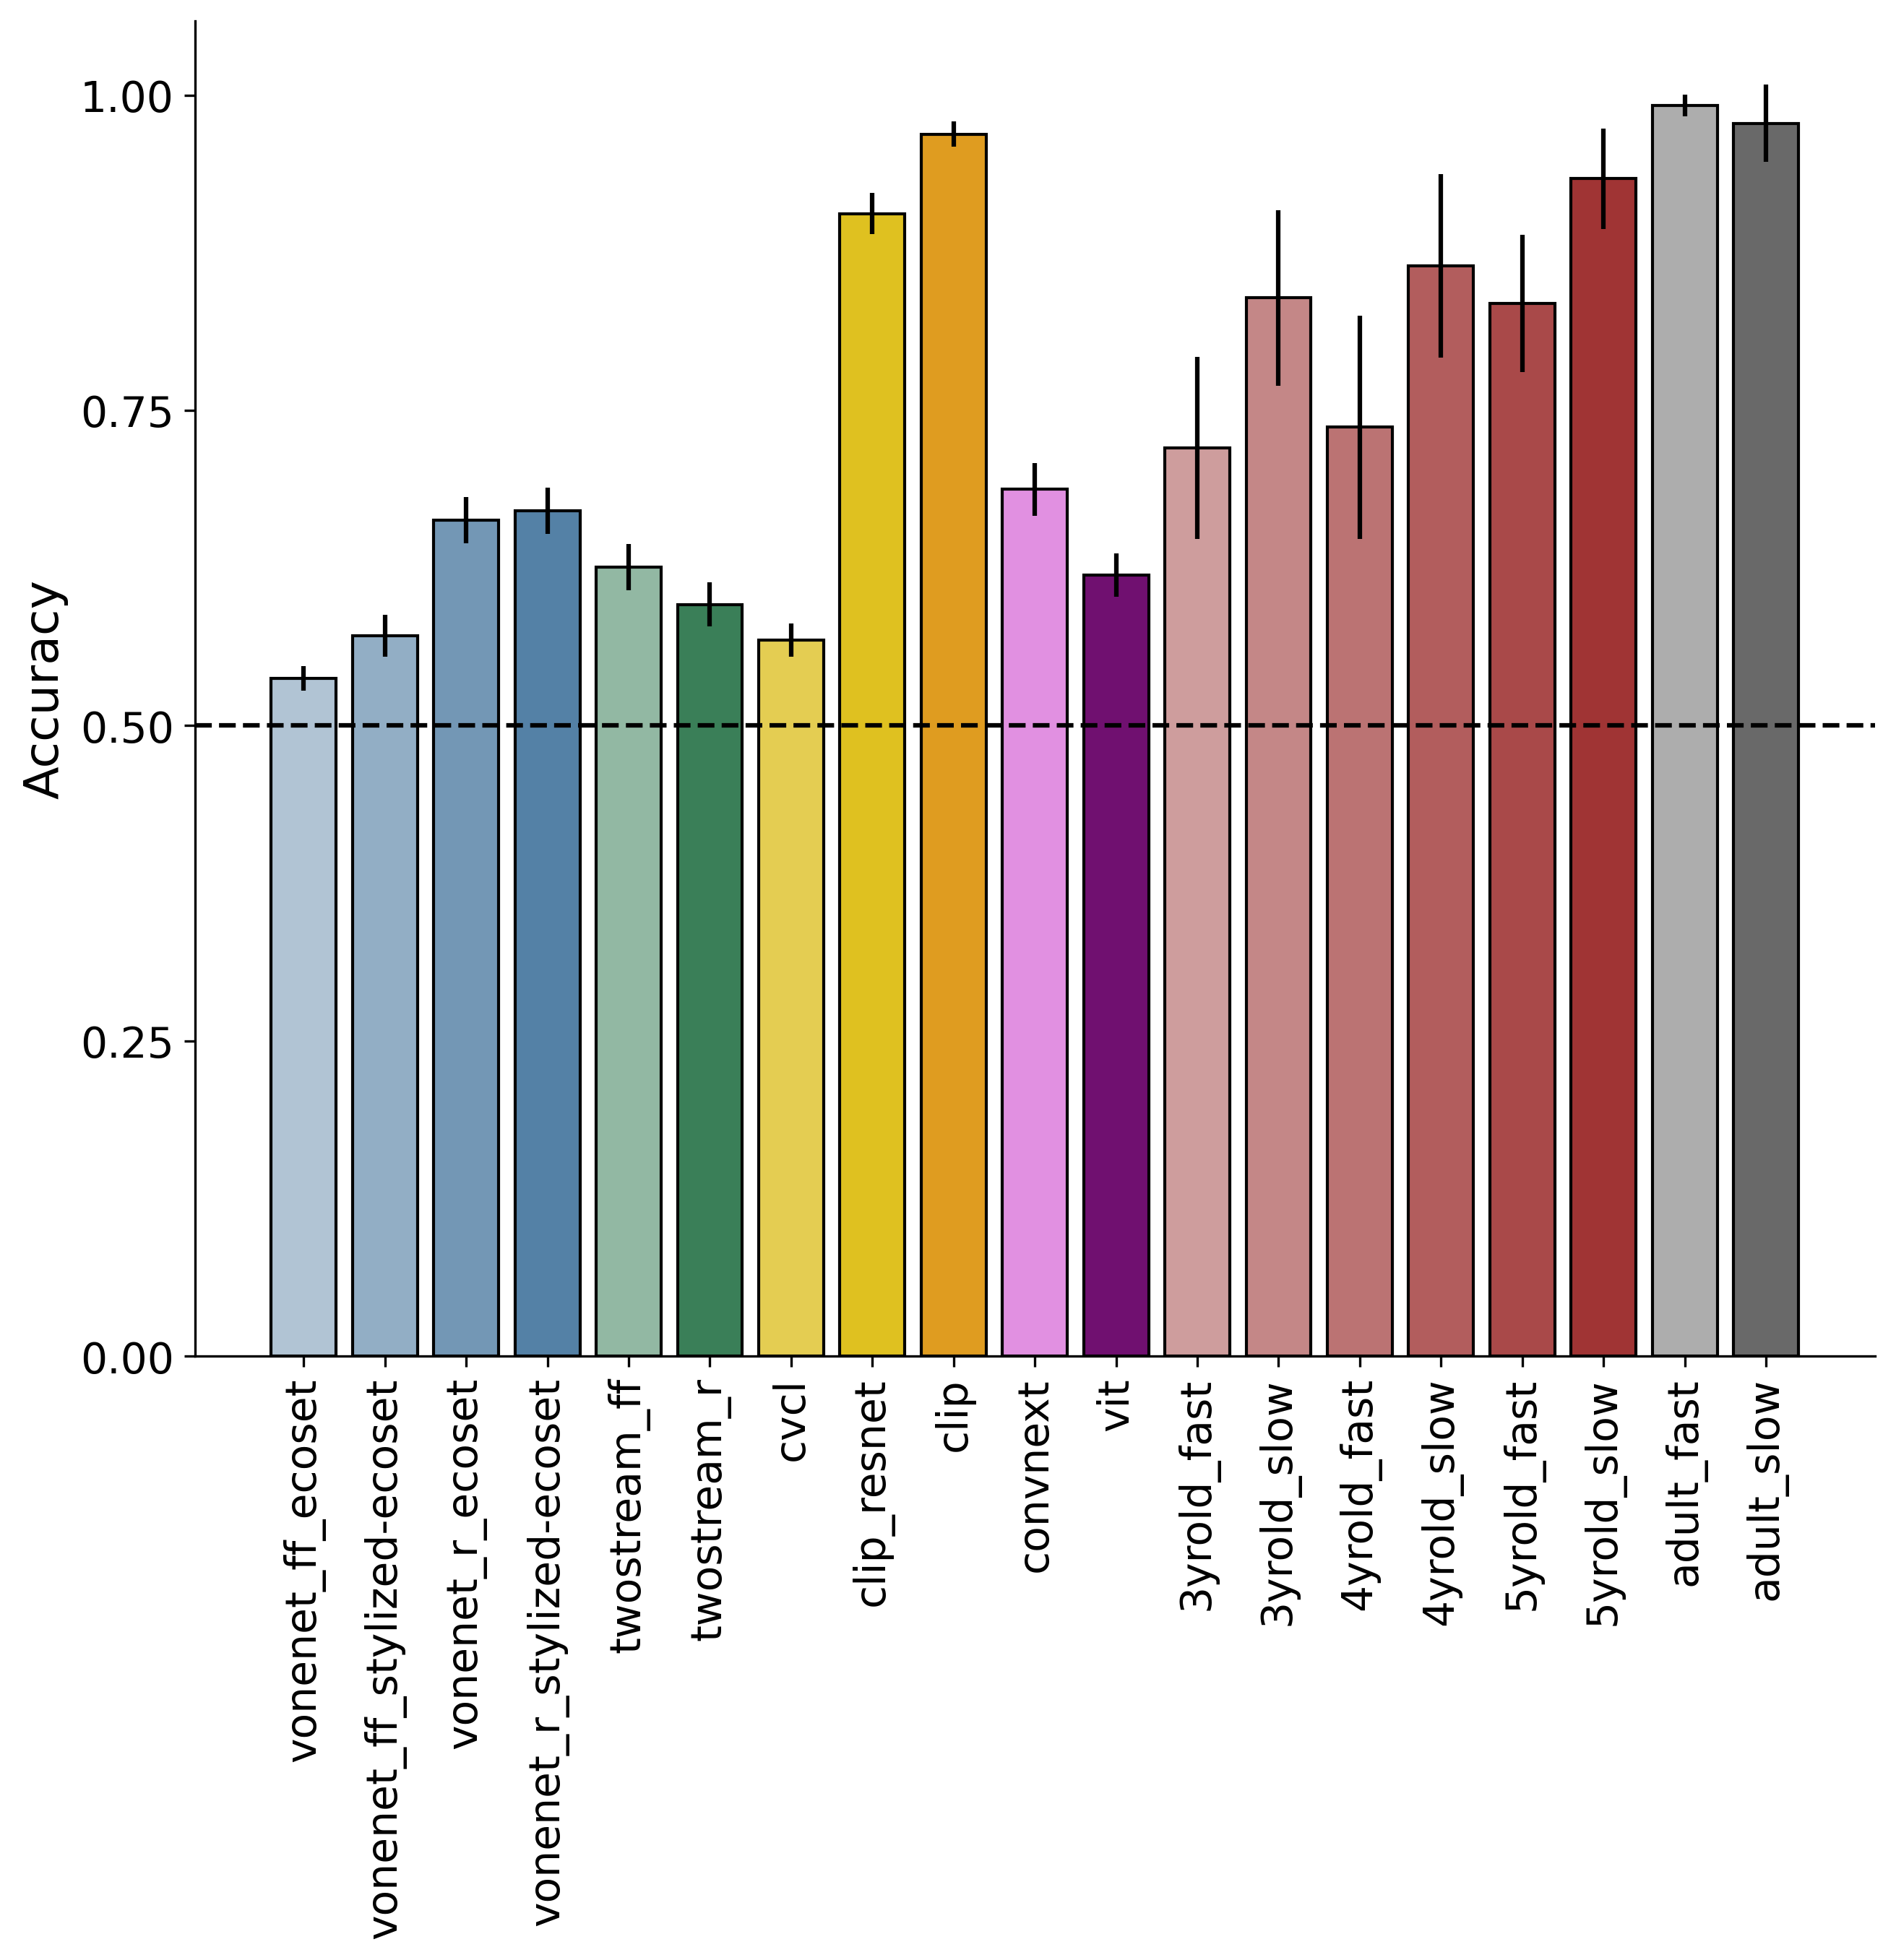 Accuracy
1.00
0.75
0.50
0.25
0.00
vonenet_ff_ecoset
vonenet_ff_stylized-ecoset
vonenet_r_ecoset
vonenet_r_stylized-ecoset
twostream_ff
twostream_r
cvcl
clip_resnet
clip
convnext
vit
3yrold_fast
3yrold_slow
4yrold_fast
4yrold_slow
5yrold_fast
5yrold_slow
adult_fast
adult_slow